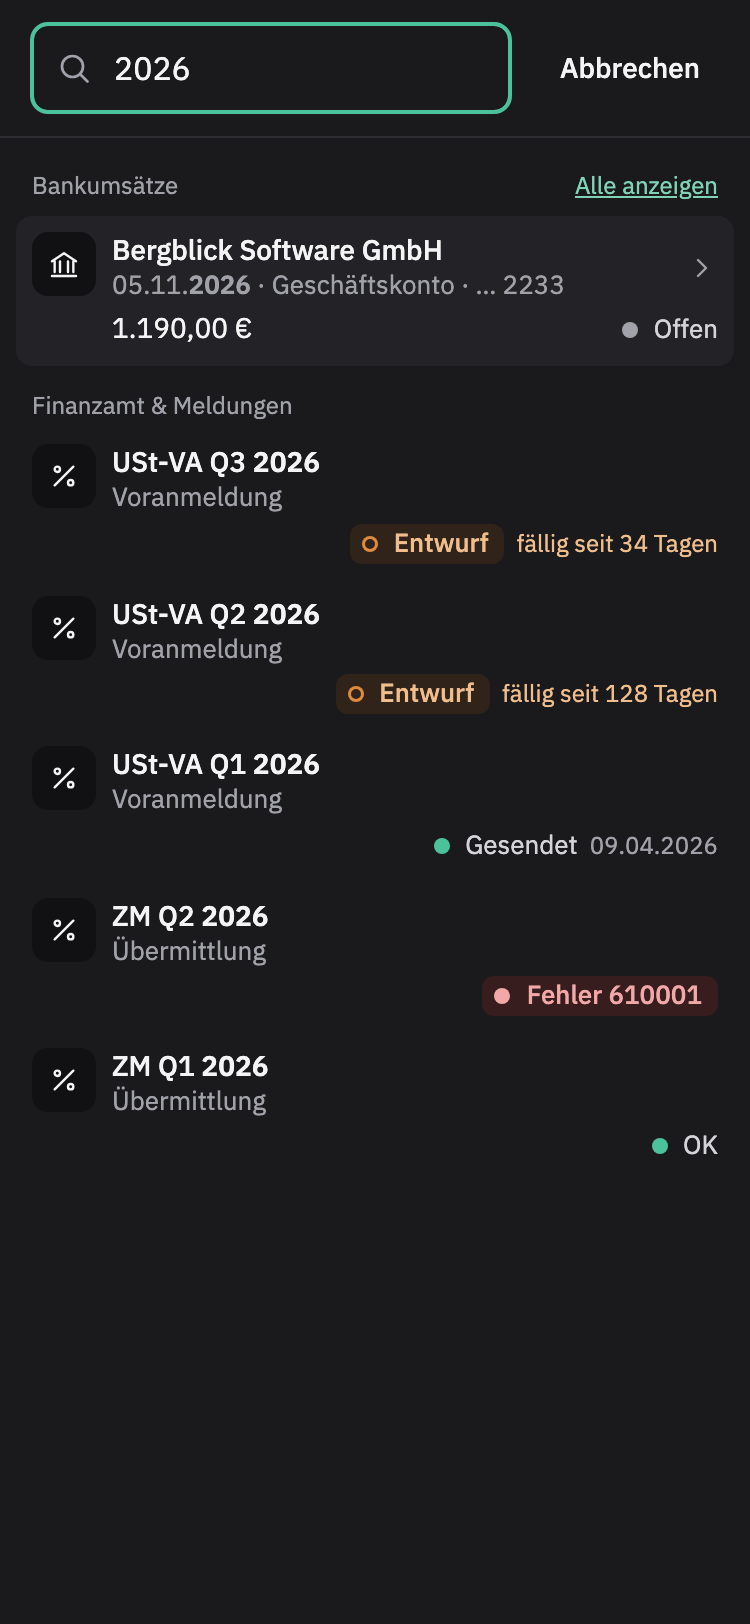 2026
Abbrechen
Bankumsätze
Alle anzeigen
Bergblick Software GmbH
05.11.2026 · Geschäftskonto · … 2233
1.190,00 €
Offen
Finanzamt & Meldungen
USt-VA Q3 2026
Voranmeldung
Entwurf fällig seit 34 Tagen
USt-VA Q2 2026
Voranmeldung
Entwurf fällig seit 128 Tagen
USt-VA Q1 2026
Voranmeldung
Gesendet 09.04.2026
ZM Q2 2026
Übermittlung
Fehler 610001
ZM Q1 2026
Übermittlung
OK